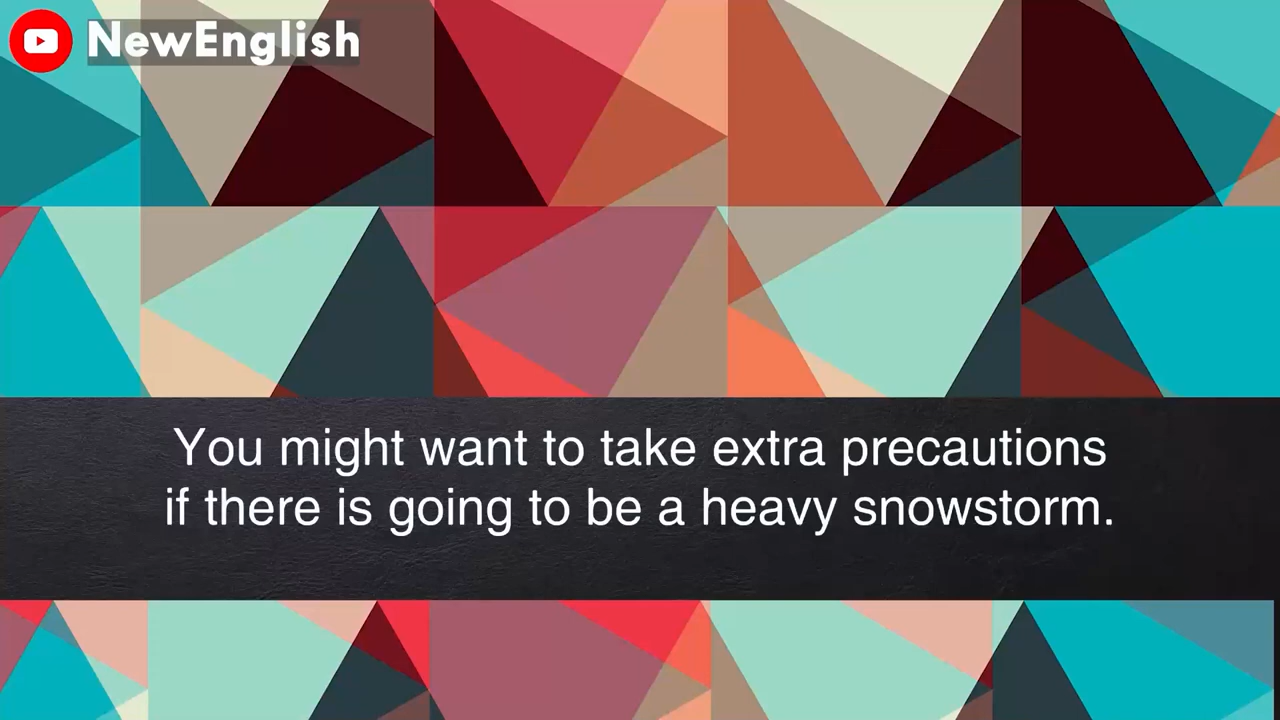 NewEnglish
You might want to take extra precautions
if there is going to be a heavy snowstorm.